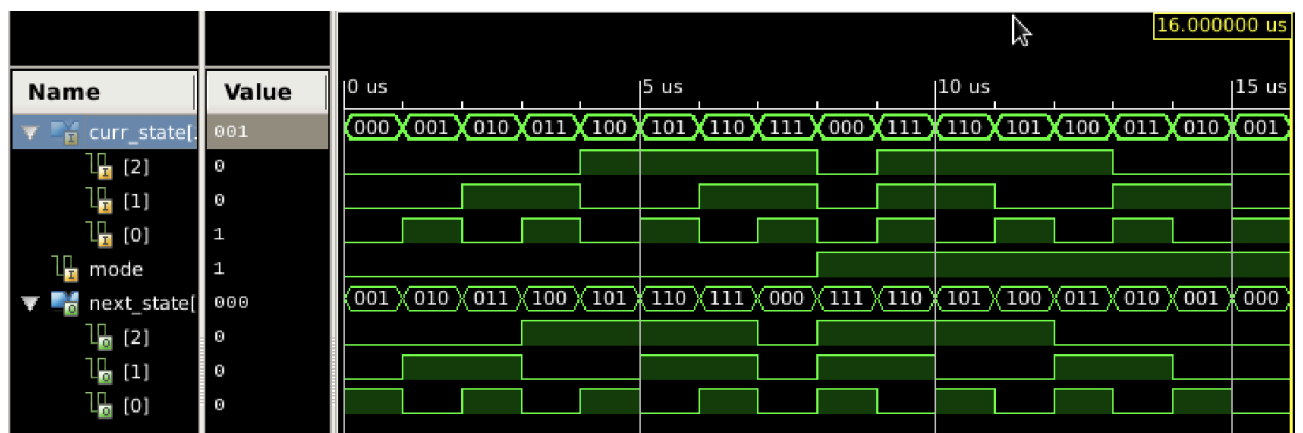 16.000000 us
Name Value 0 us 5 us 10 us 15 us
curr_state[. 001 000 001 010 011 100 101 110 111 000 111 110 101 100 011 010 001
[2] 0
[1] 0
[0] 1
mode 1
next_state[ 000 001 010 011 100 101 110 111 000 111 110 101 100 011 010 001 000
[2] 0
[1] 0
[0] 0